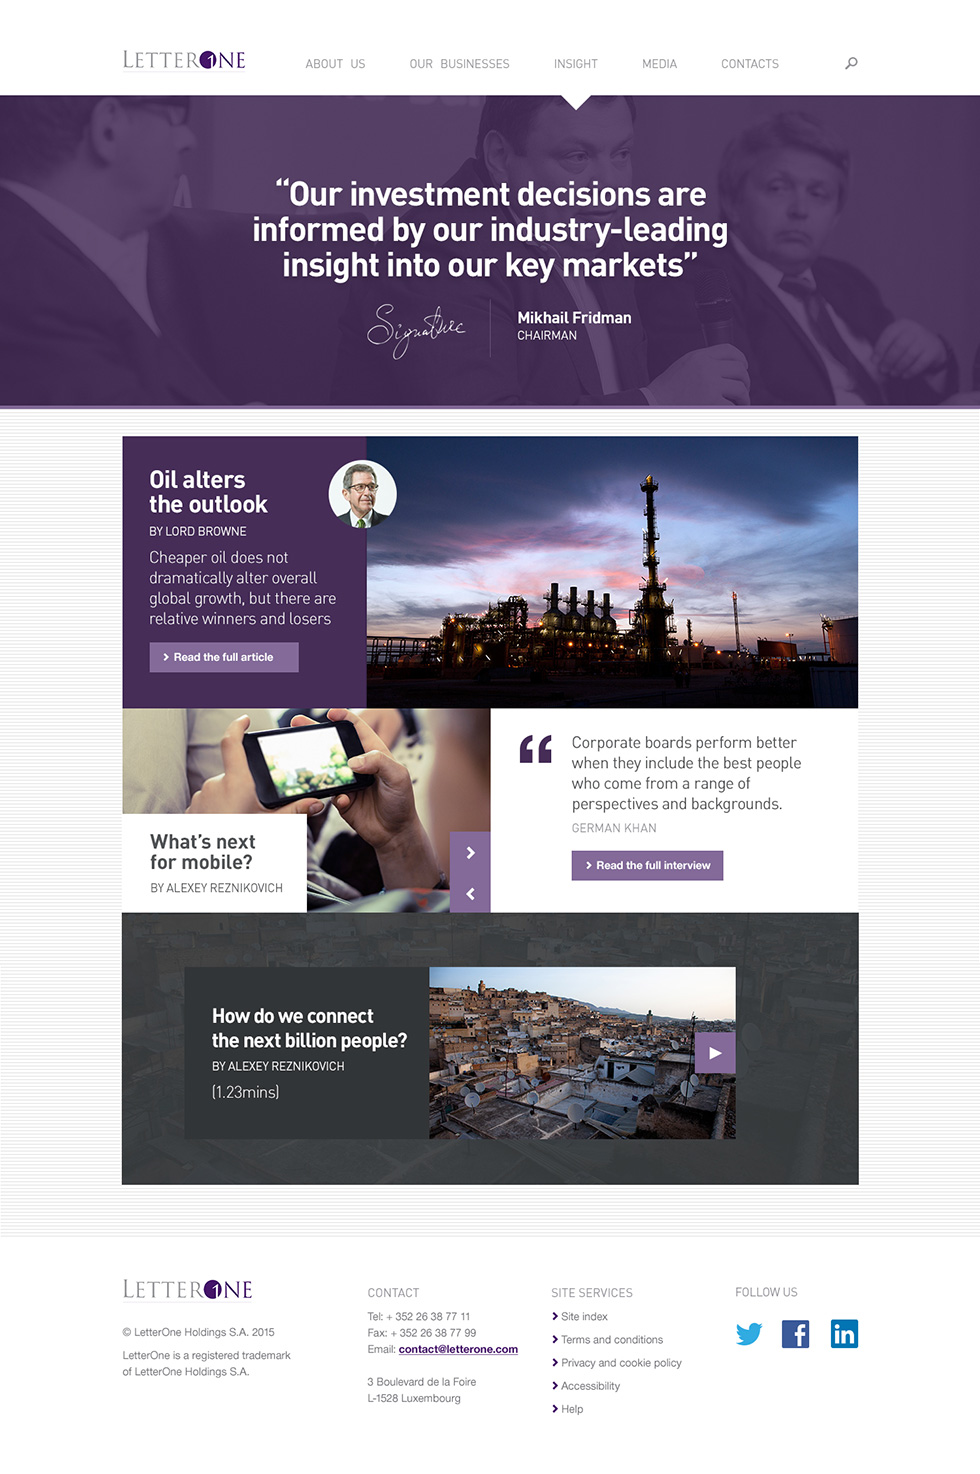 LETTERONE
ABOUT US
OUR BUSINESSES
INSIGHT
MEDIA
CONTACTS
“Our investment decisions are
informed by our industry-leading
insight into our key markets”
Signature
Mikhail Fridman
CHAIRMAN
Oil alters
the outlook
BY LORD BROWNE
Cheaper oil does not
dramatically alter overall
global growth, but there are
relative winners and losers
Read the full article
What’s next
for mobile?
BY ALEXEY REZNIKOVICH
“
Corporate boards perform better
when they include the best people
who come from a range of
perspectives and backgrounds.
GERMAN KHAN
Read the full interview
How do we connect
the next billion people?
BY ALEXEY REZNIKOVICH
(1.23mins)
LETTERONE
© LetterOne Holdings S.A. 2015
LetterOne is a registered trademark
of LetterOne Holdings S.A.
CONTACT
Tel: + 352 26 38 77 11
Fax: + 352 26 38 77 99
Email: contact@letterone.com
3 Boulevard de la Foire
L-1528 Luxembourg
SITE SERVICES
Site index
Terms and conditions
Privacy and cookie policy
Accessibility
Help
FOLLOW US
f
in